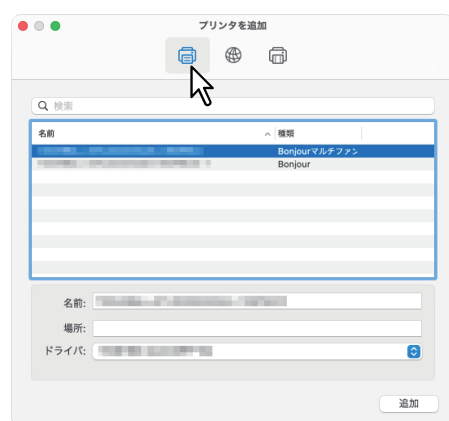 プリンタを追加
検索
名前 種類
Bonjourマルチファン
Bonjour
名前:
場所:
ドライバ:
追加